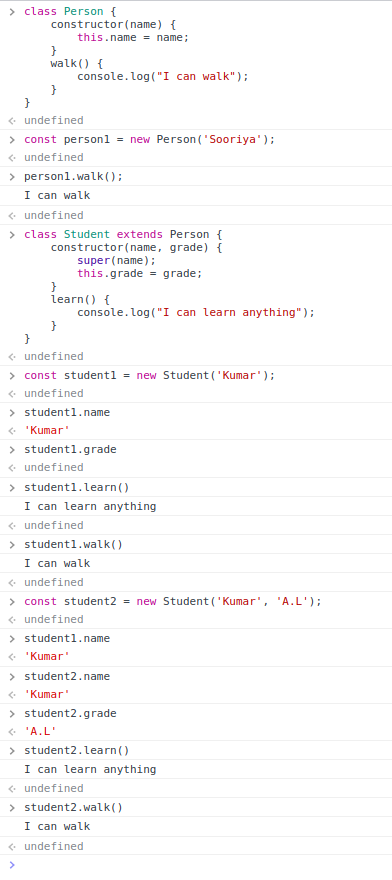 class Person {
    constructor(name) {
        this.name = name;
    }
    walk() {
        console.log("I can walk");
    }
}
undefined
const person1 = new Person('Sooriya');
undefined
person1.walk();
I can walk
undefined
class Student extends Person {
    constructor(name, grade) {
        super(name);
        this.grade = grade;
    }
    learn() {
        console.log("I can learn anything");
    }
}
undefined
const student1 = new Student('Kumar');
undefined
student1.name
'Kumar'
student1.grade
undefined
student1.learn()
I can learn anything
undefined
student1.walk()
I can walk
undefined
const student2 = new Student('Kumar', 'A.L');
undefined
student1.name
'Kumar'
student2.name
'Kumar'
student2.grade
'A.L'
student2.learn()
I can learn anything
undefined
student2.walk()
I can walk
undefined